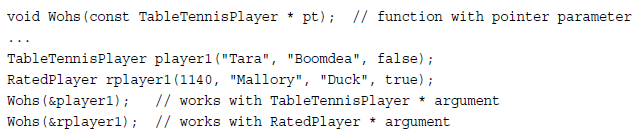 void Wohs(const TableTennisPlayer * pt);  // function with pointer parameter
...
TableTennisPlayer player1("Tara", "Boomdea", false);
RatedPlayer rplayer1(1140, "Mallory", "Duck", true);
Wohs(&player1);   // works with TableTennisPlayer * argument
Wohs(&rplayer1);  // works with RatedPlayer * argument